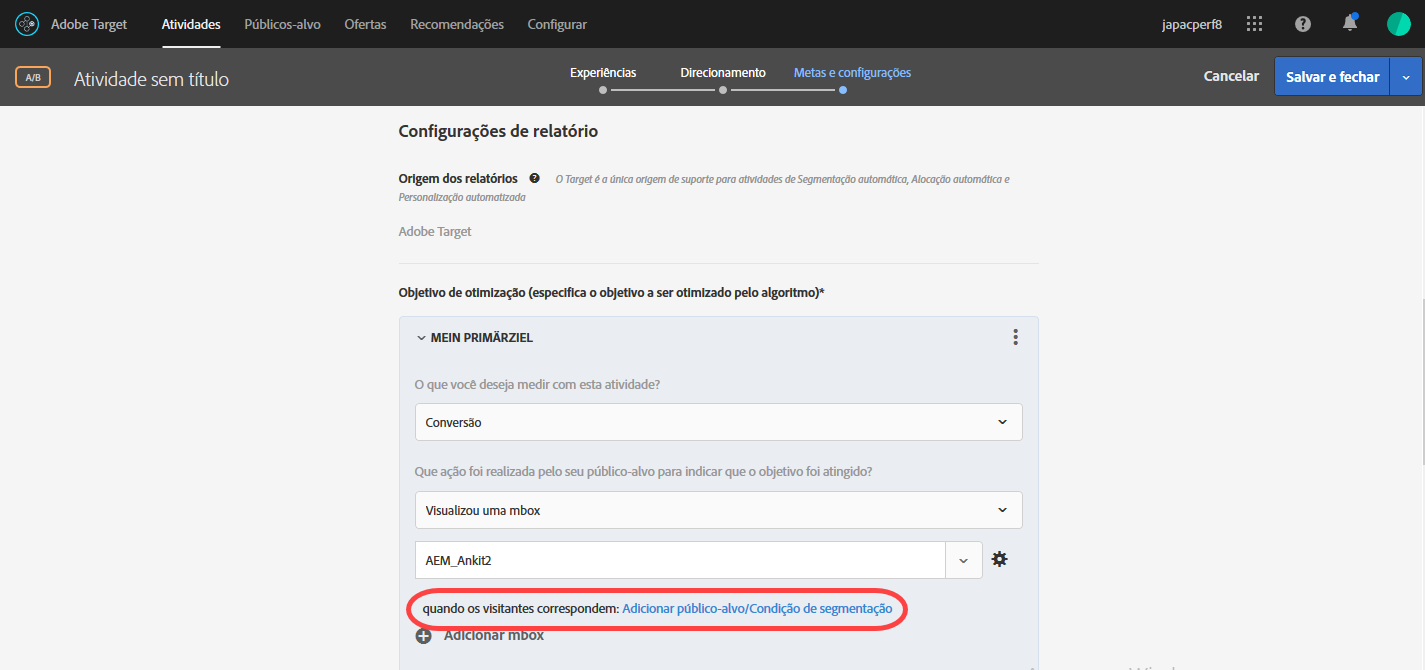 Adobe Target Atividades Públicos-alvo Ofertas Recomendações Configurar japacperf8
A/B Atividade sem título Experiências Direcionamento Metas e configurações Cancelar Salvar e fechar
Configurações de relatório
Origem dos relatórios O Target é a única origem de suporte para atividades de Segmentação automática, Alocação automática e
Personalização automatizada
Adobe Target
Objetivo de otimização (especifica o objetivo a ser otimizado pelo algoritmo)*
MEIN PRIMÄRZIEL
O que você deseja medir com esta atividade?
Conversão
Que ação foi realizada pelo seu público-alvo para indicar que o objetivo foi atingido?
Visualizou uma mbox
AEM_Ankit2
quando os visitantes correspondem: Adicionar público-alvo/Condição de segmentação
Adicionar mbox